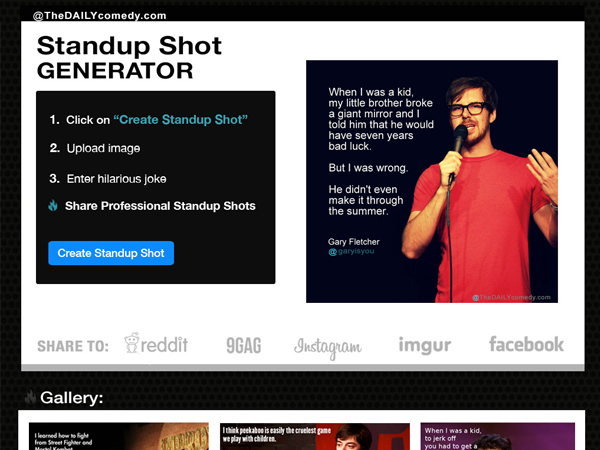 @TheDAILYcomedy.com
Standup Shot
GENERATOR
1. Click on “Create Standup Shot”
2. Upload image
3. Enter hilarious joke
Share Professional Standup Shots
Create Standup Shot
When I was a kid,
my little brother broke
a giant mirror and I
told him that he would
have seven years
bad luck.
But I was wrong.
He didn't even
make it through
the summer.
Gary Fletcher
@garyisyou
@TheDAILYcomedy.com
SHARE TO:
reddit
9GAG
Instagram
imgur
facebook
Gallery:
I learned how to fight
from Street Fighter and
Mortal Kombat
I think peekaboo is easily the cruelest game
we play with children.
When I was a kid,
to jerk off
you had to get a